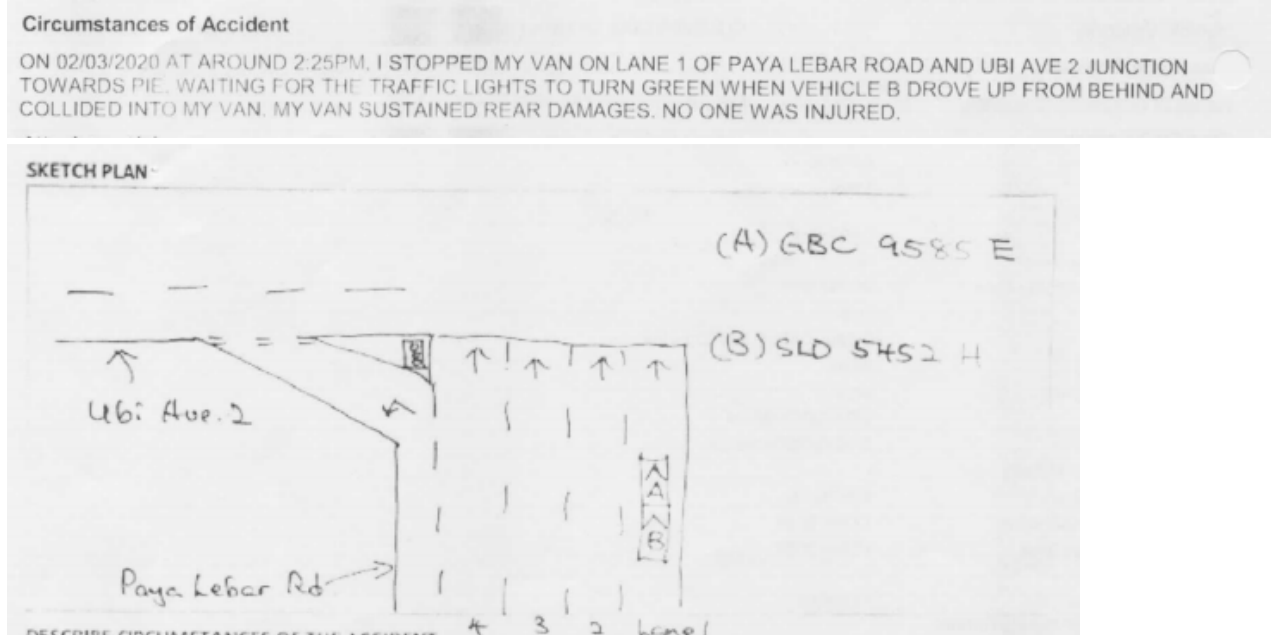 Circumstances of Accident
ON 02/03/2020 AT AROUND 2:25PM, I STOPPED MY VAN ON LANE 1 OF PAYA LEBAR ROAD AND UBI AVE 2 JUNCTION
TOWARDS PIE, WAITING FOR THE TRAFFIC LIGHTS TO TURN GREEN WHEN VEHICLE B DROVE UP FROM BEHIND AND
COLLIDED INTO MY VAN. MY VAN SUSTAINED REAR DAMAGES. NO ONE WAS INJURED.
SKETCH PLAN
(A) GBC 9585 E
(B) SLD 5452 H
Ubi Ave. 2
A
B
Paya Lebar Rd
4 3 2 Lane 1
DESCRIBE CIRCUMSTANCES OF THE ACCIDENT